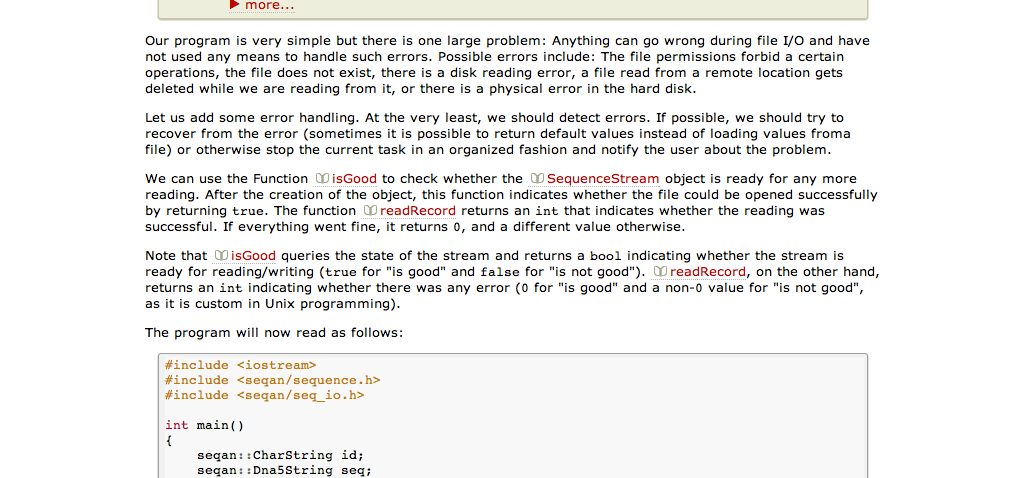 more...
Our program is very simple but there is one large problem: Anything can go wrong during file I/O and have
not used any means to handle such errors. Possible errors include: The file permissions forbid a certain
operations, the file does not exist, there is a disk reading error, a file read from a remote location gets
deleted while we are reading from it, or there is a physical error in the hard disk.
Let us add some error handling. At the very least, we should detect errors. If possible, we should try to
recover from the error (sometimes it is possible to return default values instead of loading values froma
file) or otherwise stop the current task in an organized fashion and notify the user about the problem.
We can use the Function isGood to check whether the SequenceStream object is ready for any more
reading. After the creation of the object, this function indicates whether the file could be opened successfully
by returning true. The function readRecord returns an int that indicates whether the reading was
successful. If everything went fine, it returns 0, and a different value otherwise.
Note that isGood queries the state of the stream and returns a bool indicating whether the stream is
ready for reading/writing (true for "is good" and false for "is not good"). readRecord, on the other hand,
returns an int indicating whether there was any error (0 for "is good" and a non-0 value for "is not good",
as it is custom in Unix programming).
The program will now read as follows:
#include <iostream>
#include <seqan/sequence.h>
#include <seqan/seq_io.h>
int main()
{
seqan::CharString id;
seqan::Dna5String seq;